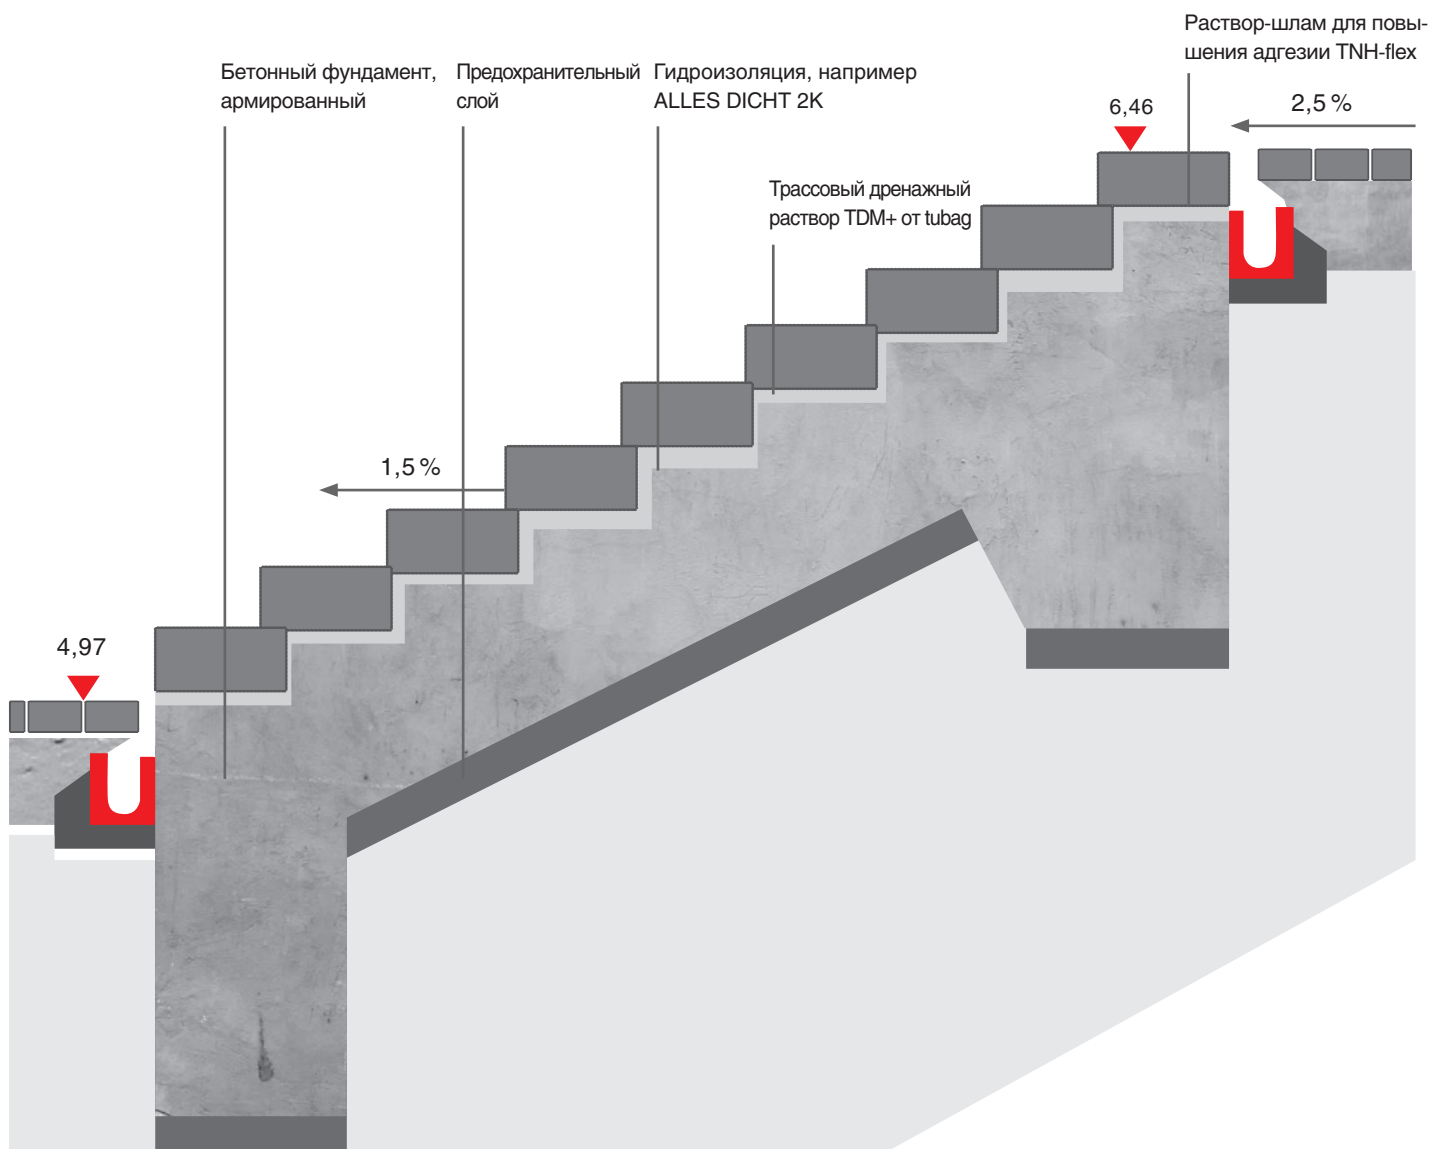 Раствор-шлам для повы-
шения адгезии TNH-flex
Бетонный фундамент,
армированный
Предохранительный
слой
Гидроизоляция, например
ALLES DICHT 2K
6,46
2,5 %
Трассовый дренажный
раствор TDM+ от tubag
1,5 %
4,97